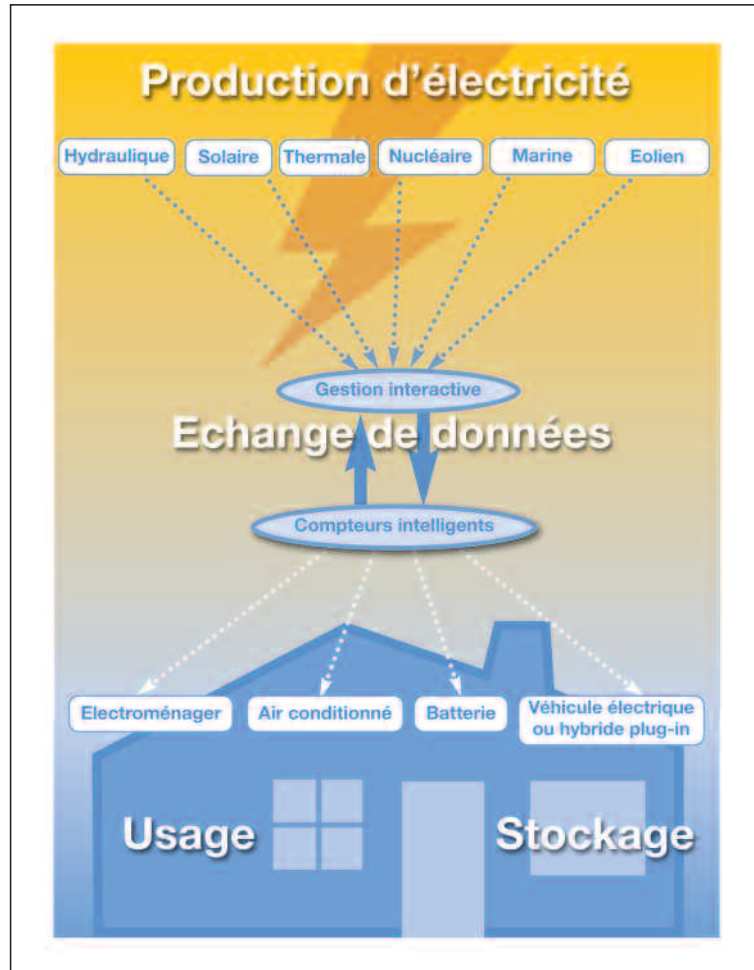 Production d'électricité
Hydraulique Solaire Thermale Nucléaire Marine Eolien
Gestion interactive
Echange de données
Compteurs intelligents
Electroménager Air conditionné Batterie Véhicule électrique
ou hybride plug-in
Usage Stockage